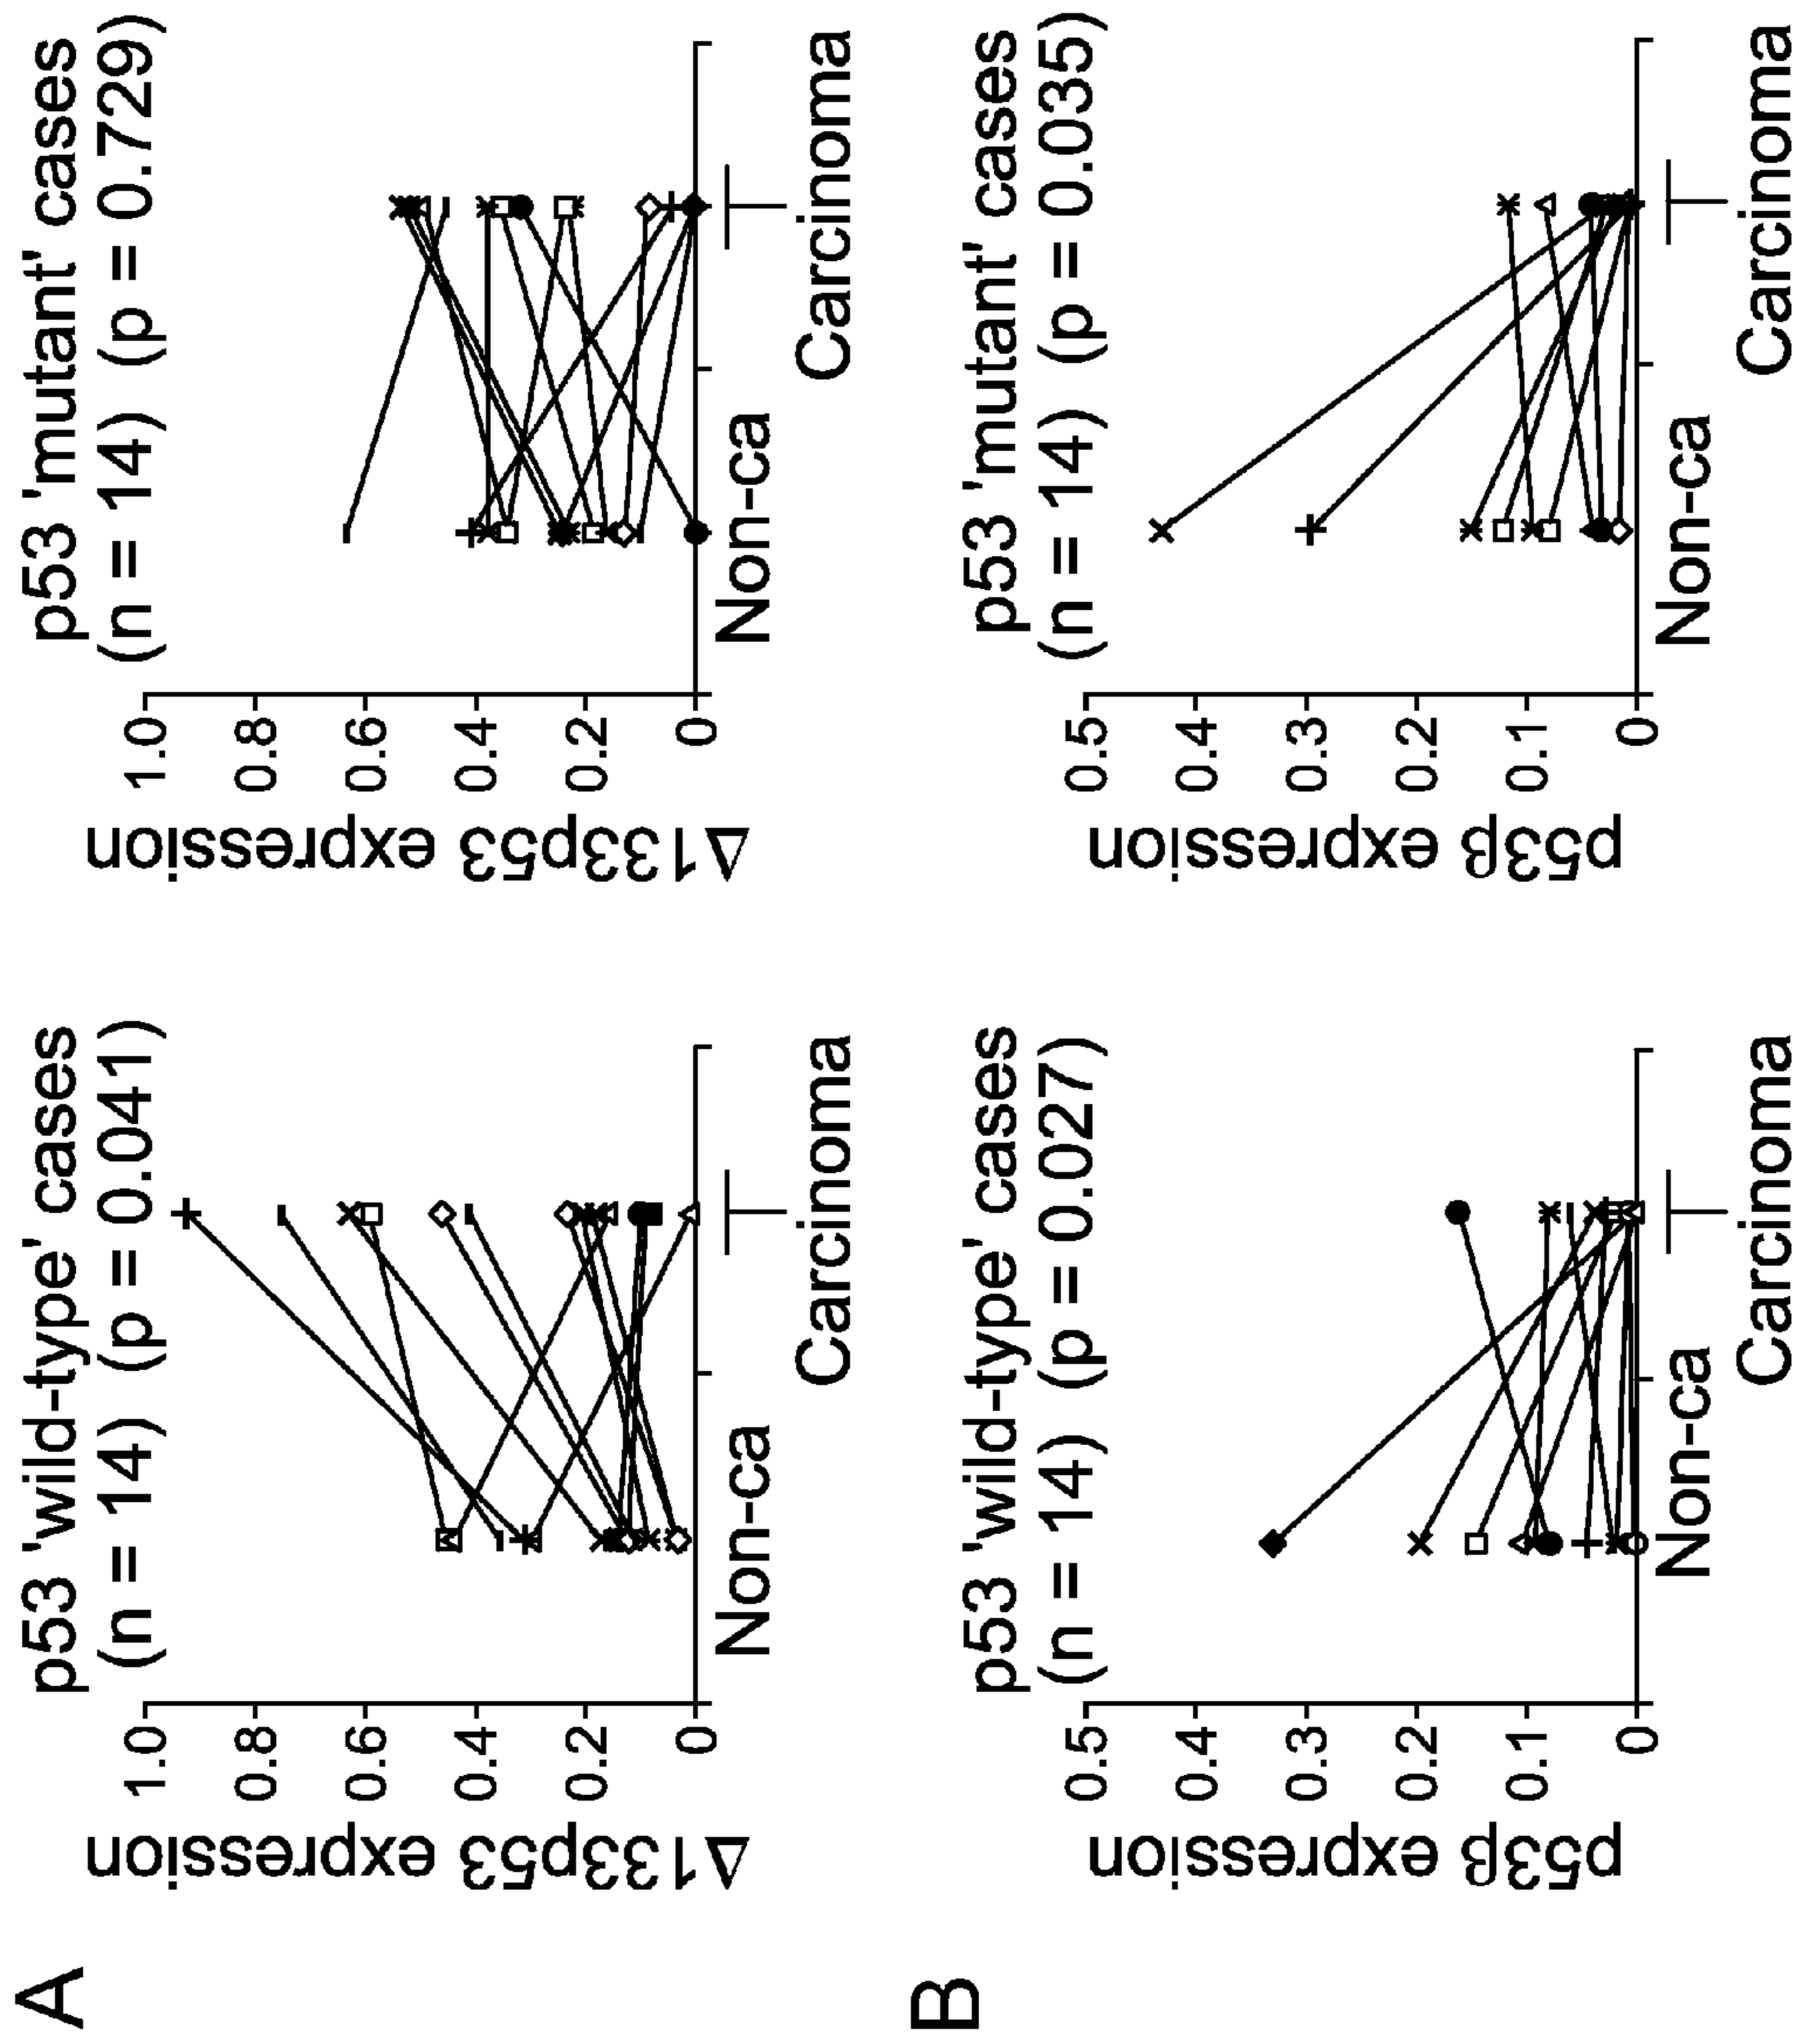 A
p53 'wild-type' cases
(n = 14) (p = 0.041)
Δ133p53 expression
1.0
0.8
0.6
0.4
0.2
0
Non-ca
Carcinoma
p53 'mutant' cases
(n = 14) (p = 0.729)
Δ133p53 expression
1.0
0.8
0.6
0.4
0.2
0
Non-ca
Carcinoma
B
p53 'wild-type' cases
(n = 14) (p = 0.027)
p53β expression
0.5
0.4
0.3
0.2
0.1
0
Non-ca
Carcinoma
p53 'mutant' cases
(n = 14) (p = 0.035)
p53β expression
0.5
0.4
0.3
0.2
0.1
0
Non-ca
Carcinoma